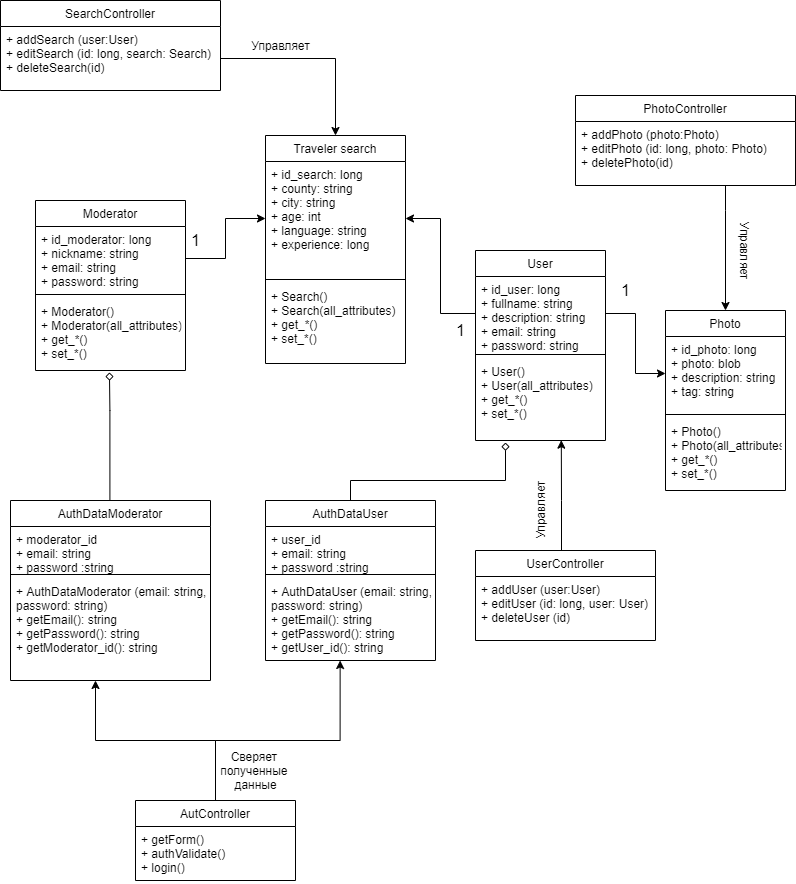 SearchController
+ addSearch (user:User)
+ editSearch (id: long, search: Search)
+ deleteSearch(id)
Управляет
PhotoController
+ addPhoto (photo:Photo)
+ editPhoto (id: long, photo: Photo)
+ deletePhoto(id)
Управляет
Traveler search
+ id_search: long
+ county: string
+ city: string
+ age: int
+ language: string
+ experience: long
+ Search()
+ Search(all_attributes)
+ get_*()
+ set_*()
Moderator
+ id_moderator: long
+ nickname: string
+ email: string
+ password: string
+ Moderator()
+ Moderator(all_attributes)
+ get_*()
+ set_*()
1
User
+ id_user: long
+ fullname: string
+ description: string
+ email: string
+ password: string
+ User()
+ User(all_attributes)
+ get_*()
+ set_*()
1
1
Photo
+ id_photo: long
+ photo: blob
+ description: string
+ tag: string
+ Photo()
+ Photo(all_attributes
+ get_*()
+ set_*()
AuthDataModerator
+ moderator_id
+ email: string
+ password :string
+ AuthDataModerator (email: string,
password: string)
+ getEmail(): string
+ getPassword(): string
+ getModerator_id(): string
AuthDataUser
+ user_id
+ email: string
+ password :string
+ AuthDataUser (email: string,
password: string)
+ getEmail(): string
+ getPassword(): string
+ getUser_id(): string
Управляет
UserController
+ addUser (user:User)
+ editUser (id: long, user: User)
+ deleteUser (id)
Сверяет
полученные
данные
AutController
+ getForm()
+ authValidate()
+ login()